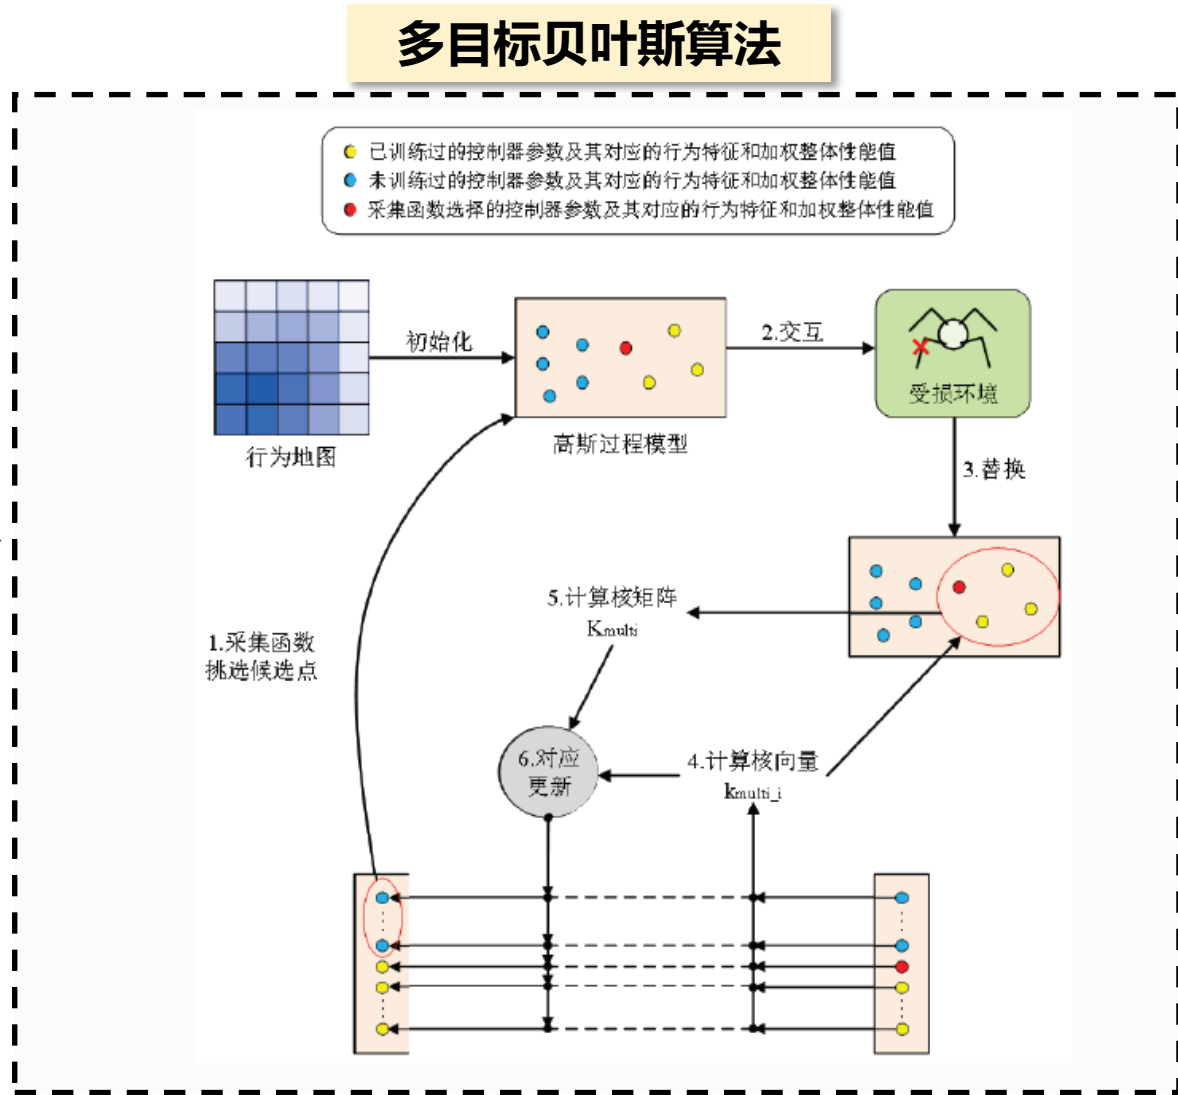 多目标贝叶斯算法
已训练过的控制器参数及其对应的行为特征和加权整体性能值
未训练过的控制器参数及其对应的行为特征和加权整体性能值
采集函数选择的控制器参数及其对应的行为特征和加权整体性能值
初始化
2.交互
受损环境
行为地图
高斯过程模型
3.替换
5.计算核矩阵
Kmulti
1.采集函数
挑选候选点
6.对应
更新
4.计算核向量
kmulti_i